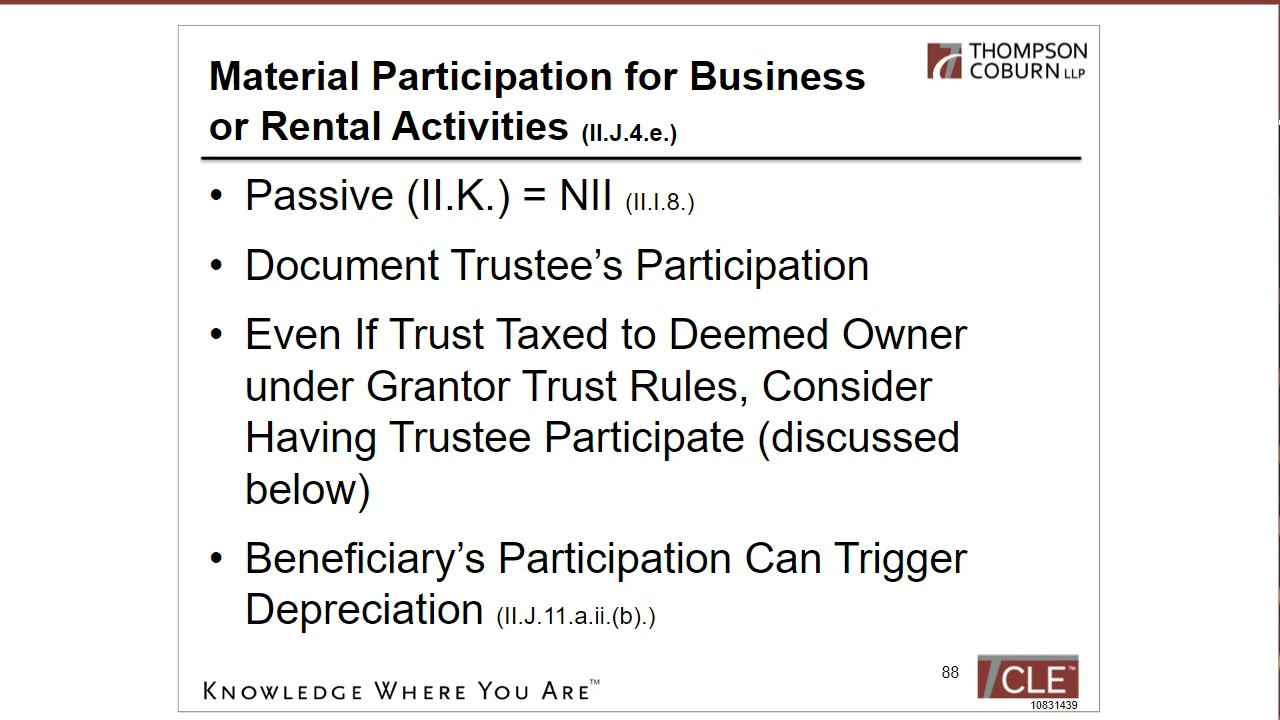 Material Participation for Business
or Rental Activities (II.J.4.e.)
THOMPSON
COBURN LLP
• Passive (II.K.) = NII (II.I.8.)
• Document Trustee’s Participation
• Even If Trust Taxed to Deemed Owner
under Grantor Trust Rules, Consider
Having Trustee Participate (discussed
below)
• Beneficiary’s Participation Can Trigger
Depreciation (II.J.11.a.ii.(b).)
KNOWLEDGE WHERE YOU ARE™
88
TCLE™
10831439